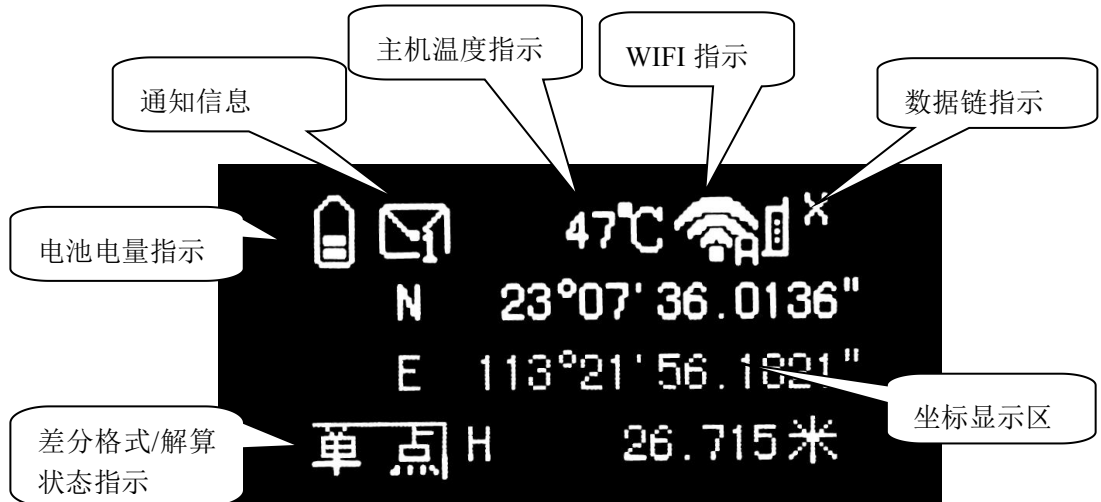 主机温度指示
WIFI 指示
通知信息
数据链指示
电池电量指示
47℃
N 23°07'36.0136"
E 113°21'56.1821"
坐标显示区
差分格式/解算
状态指示
单点 H 26.715米